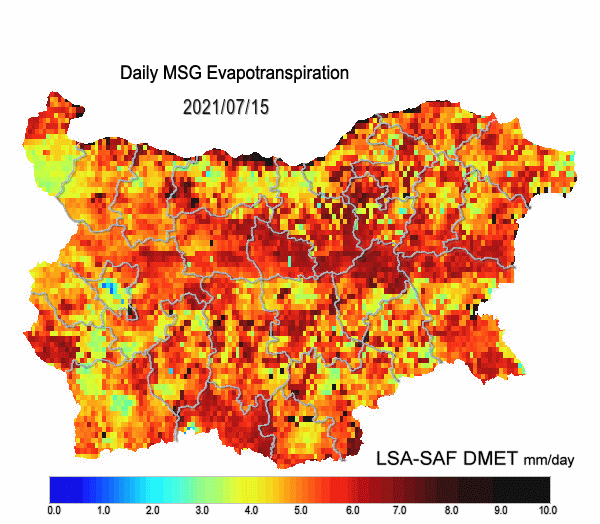 Daily MSG Evapotranspiration
2021/07/15
LSA-SAF DMET mm/day
0.0 1.0 2.0 3.0 4.0 5.0 6.0 7.0 8.0 9.0 10.0